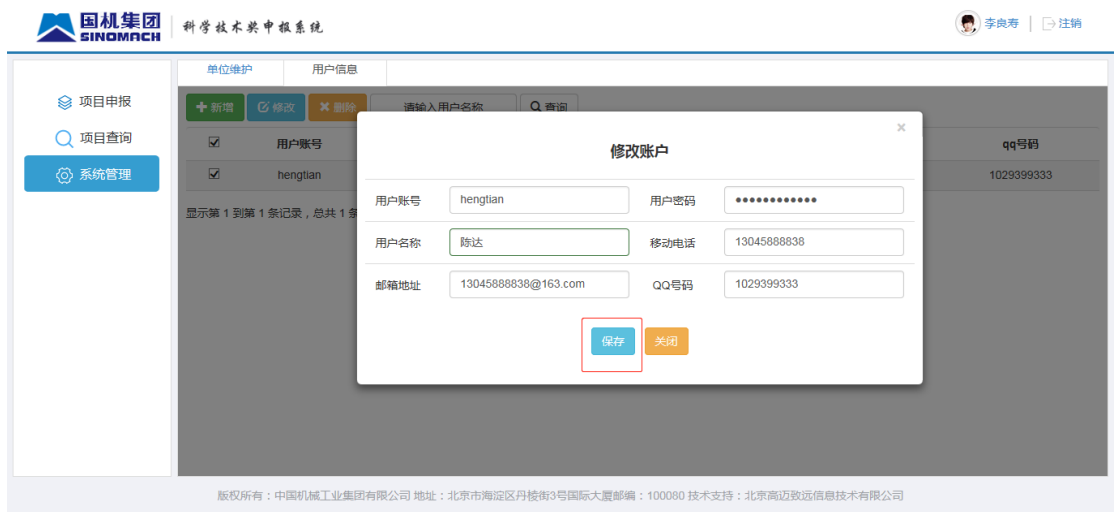 国机集团
SINOMACH
科学技术奖申报系统
李良寿 注销
单位维护 用户信息
项目申报
项目查询
系统管理
新增 修改 删除 请输入用户名称 查询
用户账号 qq号码
hengtian 1029399333
显示第 1 到第 1 条记录，总共 1 条
×
修改账户
用户账号 hengtian 用户密码 ••••••••••••
用户名称 陈达 移动电话 13045888838
邮箱地址 13045888838@163.com QQ号码 1029399333
保存 关闭
版权所有：中国机械工业集团有限公司 地址：北京市海淀区丹棱街3号国际大厦邮编：100080 技术支持：北京高迈致远信息技术有限公司